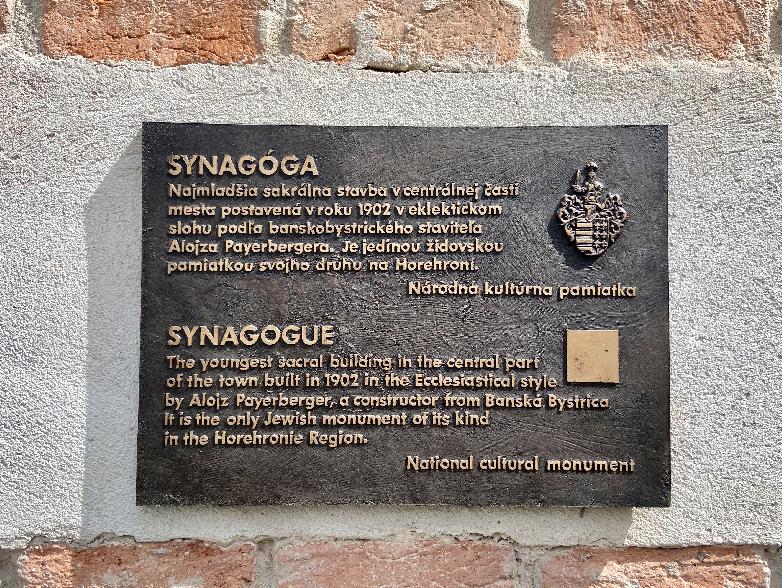 SYNAGÓGA
Najmladšia sakrálna stavba v centrálnej časti
mesta postavená v roku 1902 v eklektickom
slohu podľa banskobystrického staviteľa
Alojza Payerbergera. Je jedinou židovskou
pamiatkou svojho druhu na Horehroní.
Národná kultúrna pamiatka
SYNAGOGUE
The youngest sacral building in the central part
of the town built in 1902 in the Ecclesiastical style
by Alojz Payerberger, a constructor from Banská Bystrica
It is the only Jewish monument of its kind
in the Horehronie Region.
National cultural monument